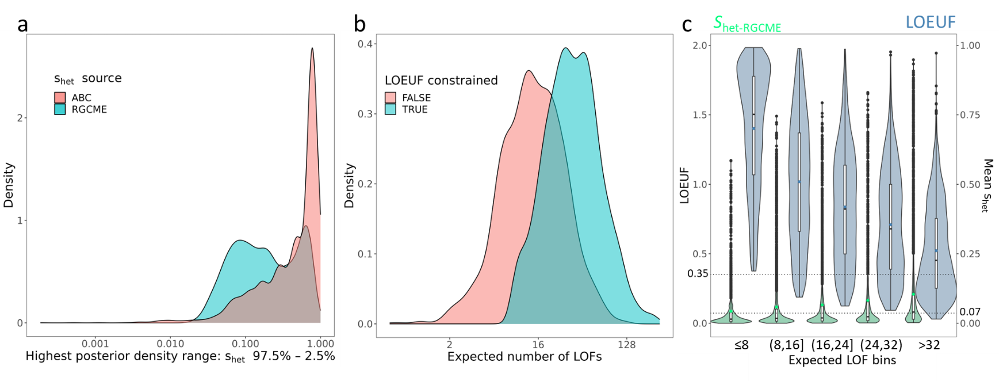 a
Density
2
1
0
s_het source
ABC
RGCME
0.001 0.010 0.100 1.000
Highest posterior density range: s_het 97.5% – 2.5%
b
Density
0.4
0.3
0.2
0.1
0.0
LOEUF constrained
FALSE
TRUE
2 16 128
Expected number of LOFs
c
S_het-RGCME
LOEUF
LOEUF
2.0
1.5
1.0
0.5
0.35
0.0
1.00
0.75
0.50
0.25
0.07
0.00
Mean s_het
≤8 (8,16] (16,24] (24,32) >32
Expected LOF bins